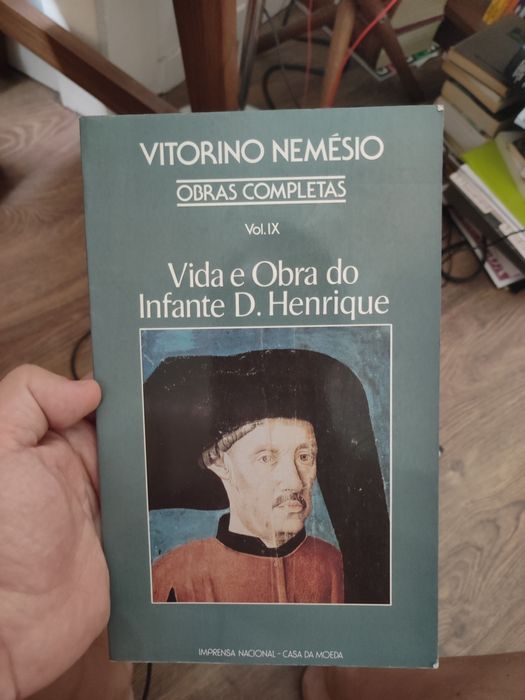 VITORINO NEMÉSIO
OBRAS COMPLETAS
Vol. IX
Vida e Obra do
Infante D. Henrique
IMPRENSA NACIONAL - CASA DA MOEDA